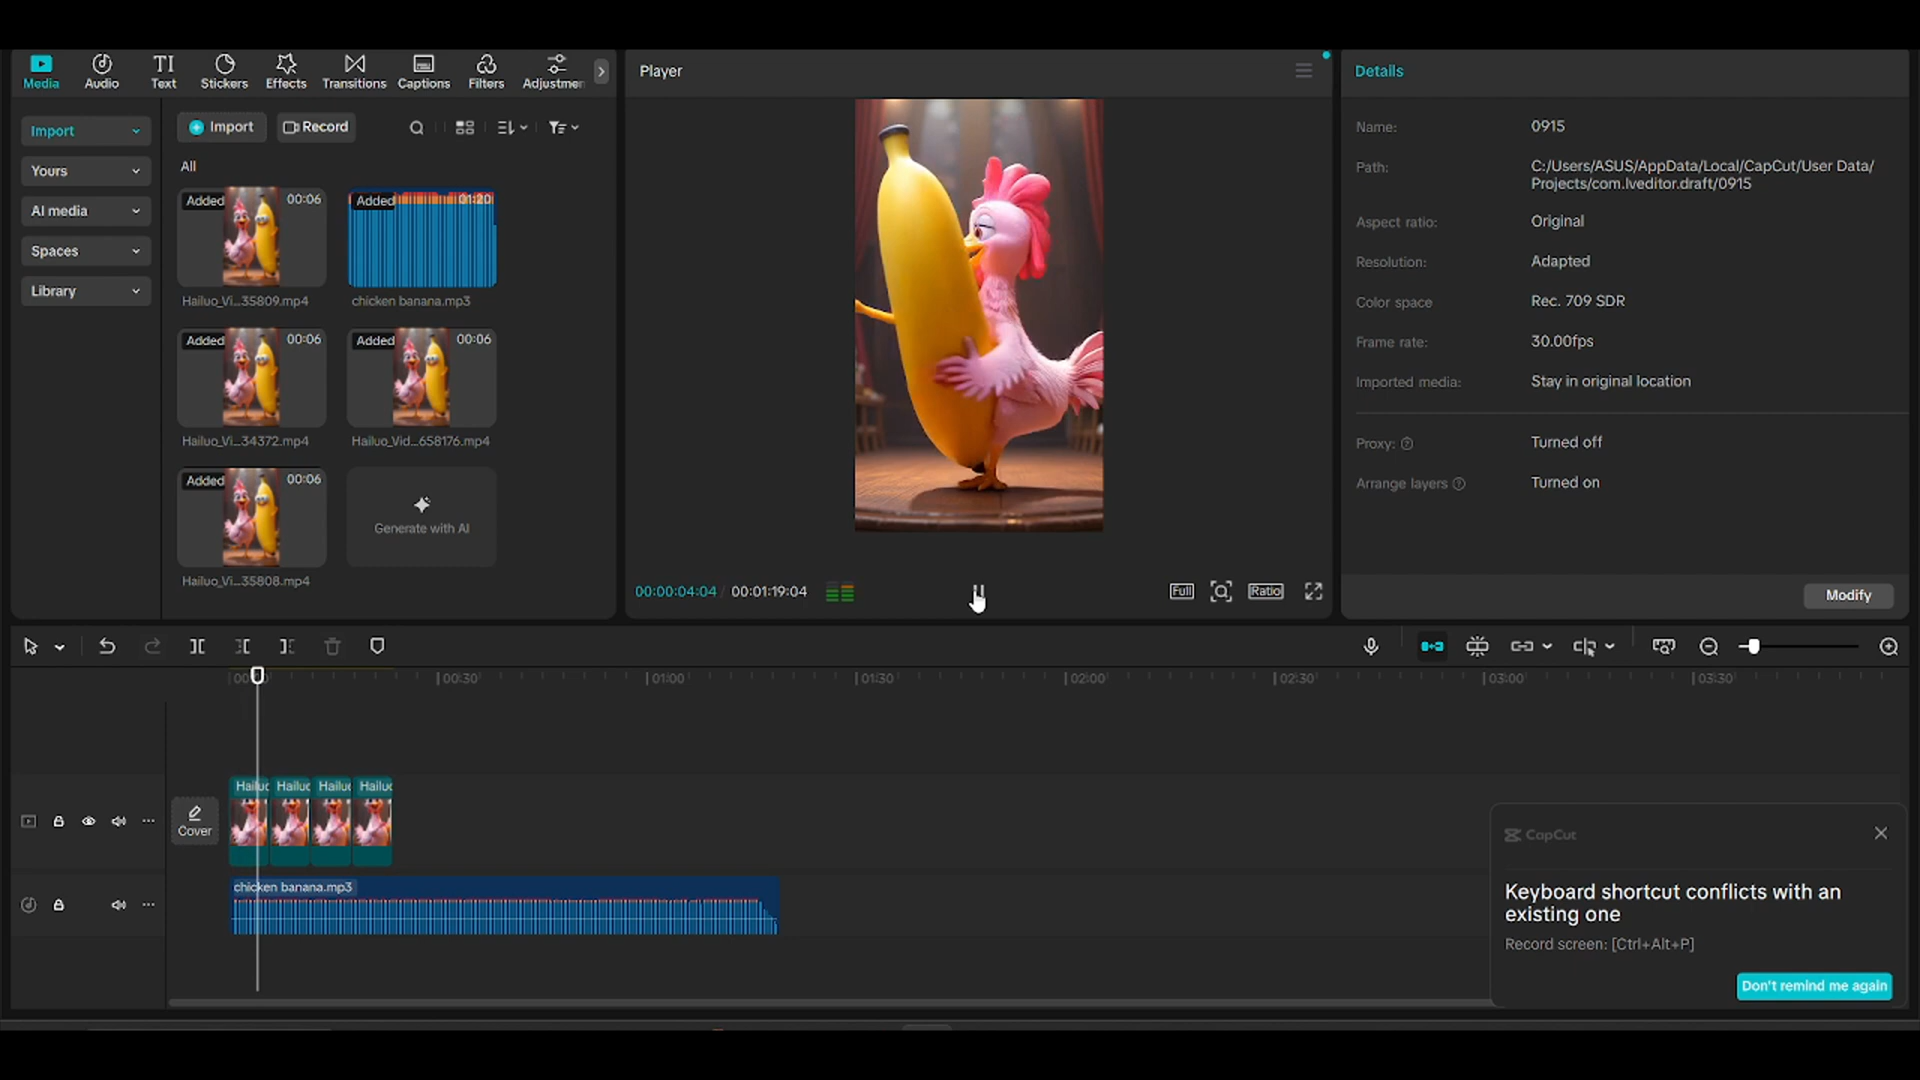 Media
Audio
Text
Stickers
Effects
Transitions
Captions
Filters
Adjustmen
Import
Yours
AI media
Spaces
Library
Import
Record
All
Added
00:06
Hailuo_Vi...35809.mp4
Added
01:20
chicken banana.mp3
Added
00:06
Hailuo_Vi...34372.mp4
Added
00:06
Hailuo_Vid...658176.mp4
Added
00:06
Hailuo_Vi...35808.mp4
Generate with AI
Player
00:00:04:04 / 00:01:19:04
Full
Ratio
Details
Name: 0915
Path: C:/Users/ASUS/AppData/Local/CapCut/User Data/
Projects/com.lveditor.draft/0915
Aspect ratio: Original
Resolution: Adapted
Color space Rec. 709 SDR
Frame rate: 30.00fps
Imported media: Stay in original location
Proxy: Turned off
Arrange layers Turned on
Modify
00:30
01:00
01:30
02:00
02:30
03:00
03:30
Cover
Hailuo
Hailuo
Hailuo
Hailuo
chicken banana.mp3
CapCut
Keyboard shortcut conflicts with an
existing one
Record screen: [Ctrl+Alt+P]
Don't remind me again